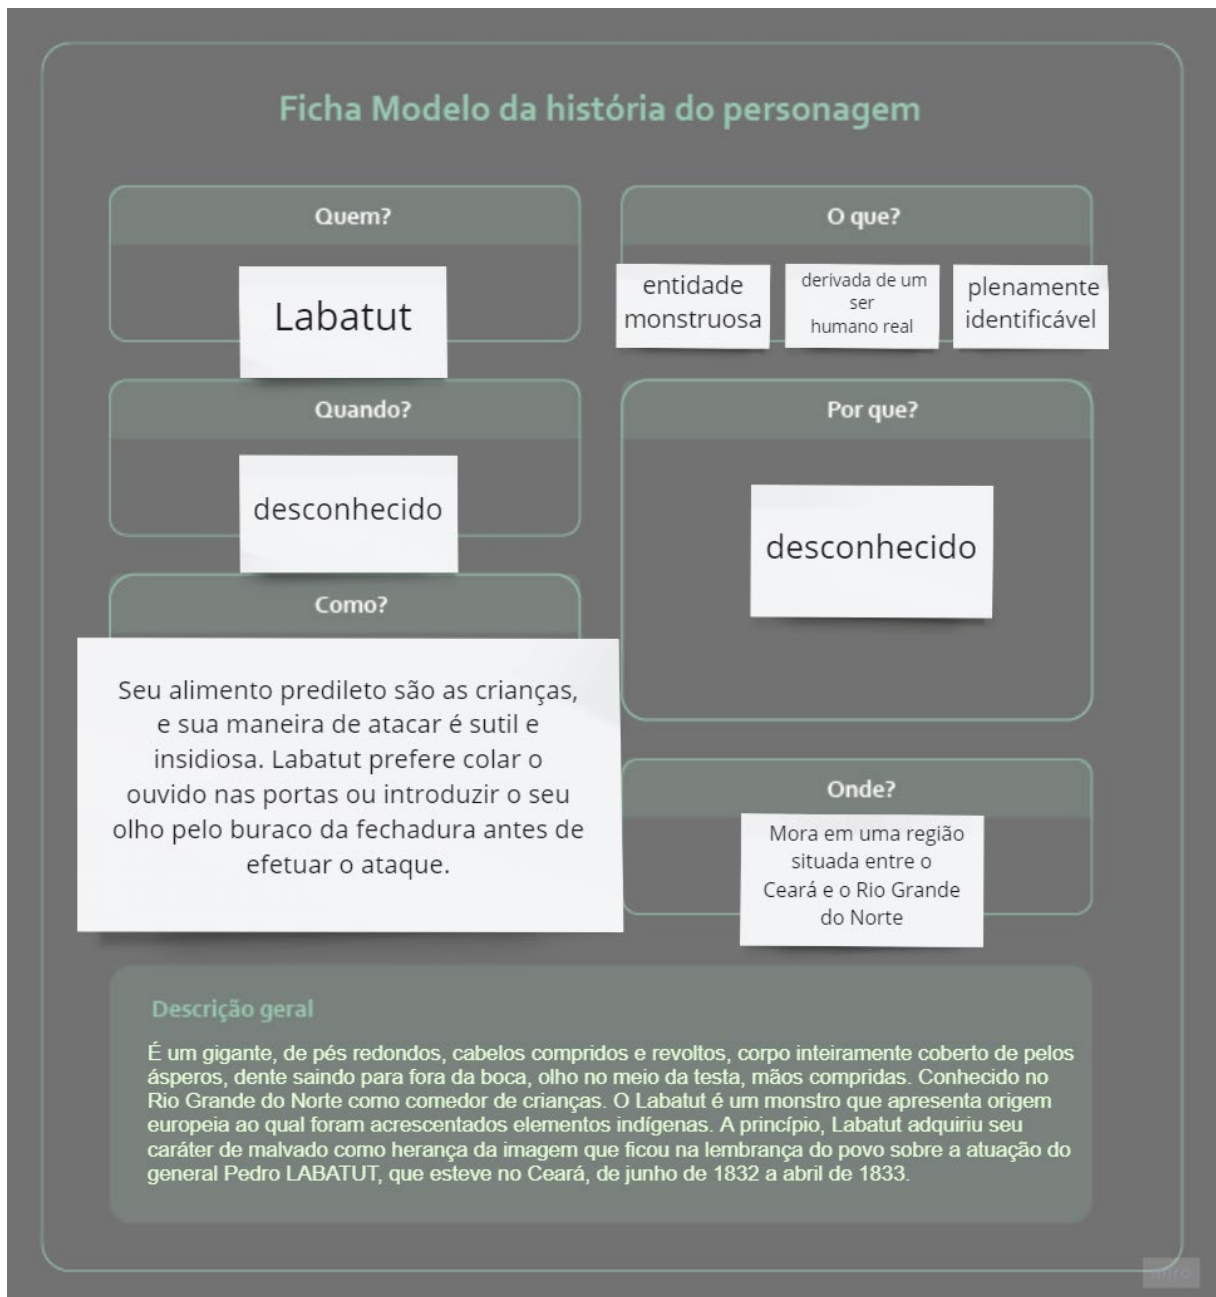 Ficha Modelo da história do personagem
Quem?
Labatut
O que?
entidade
monstruosa
derivada de um
ser
humano real
plenamente
identificável
Quando?
desconhecido
Por que?
desconhecido
Como?
Seu alimento predileto são as crianças,
e sua maneira de atacar é sutil e
insidiosa. Labatut prefere colar o
ouvido nas portas ou introduzir o seu
olho pelo buraco da fechadura antes de
efetuar o ataque.
Onde?
Mora em uma região
situada entre o
Ceará e o Rio Grande
do Norte
Descrição geral
É um gigante, de pés redondos, cabelos compridos e revoltos, corpo inteiramente coberto de pelos
ásperos, dente saindo para fora da boca, olho no meio da testa, mãos compridas. Conhecido no
Rio Grande do Norte como comedor de crianças. O Labatut é um monstro que apresenta origem
europeia ao qual foram acrescentados elementos indígenas. A princípio, Labatut adquiriu seu
caráter de malvado como herança da imagem que ficou na lembrança do povo sobre a atuação do
general Pedro LABATUT, que esteve no Ceará, de junho de 1832 a abril de 1833.
miro